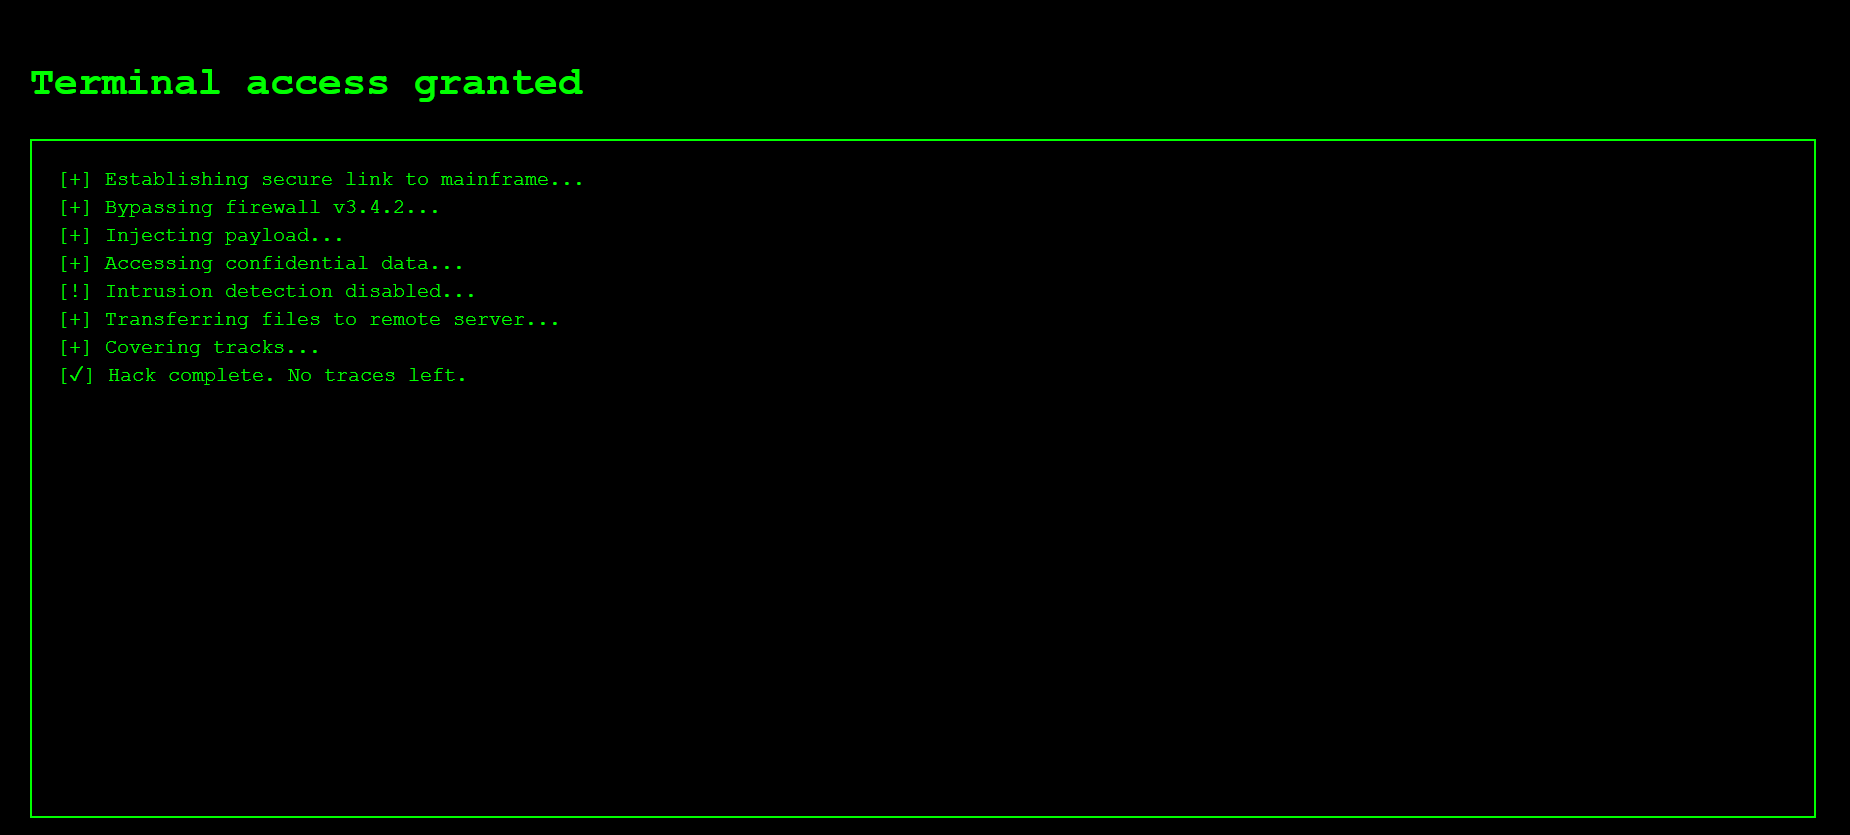 Terminal access granted
[+] Establishing secure link to mainframe...
[+] Bypassing firewall v3.4.2...
[+] Injecting payload...
[+] Accessing confidential data...
[!] Intrusion detection disabled...
[+] Transferring files to remote server...
[+] Covering tracks...
[✓] Hack complete. No traces left.